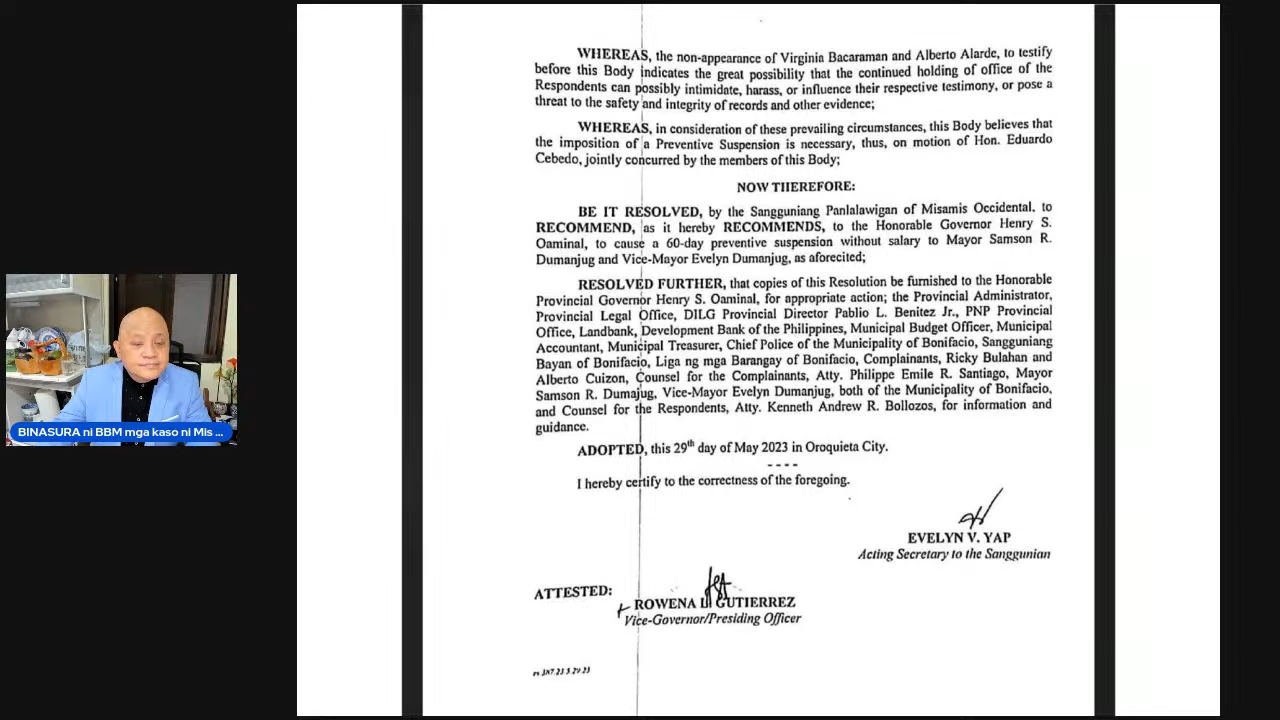 WHEREAS, the non-appearance of Virginia Bacaraman and Alberto Alarde, to testify
before this Body indicates the great possibility that the continued holding of office of the
Respondents can possibly intimidate, harass, or influence their respective testimony, or pose a
threat to the safety and integrity of records and other evidence;
WHEREAS, in consideration of these prevailing circumstances, this Body believes that
the imposition of a Preventive Suspension is necessary, thus, on motion of Hon. Eduardo
Cebedo, jointly concurred by the members of this Body;
NOW THEREFORE:
BE IT RESOLVED, by the Sangguniang Panlalawigan of Misamis Occidental, to
RECOMMEND, as it hereby RECOMMENDS, to the Honorable Governor Henry S.
Oaminal, to cause a 60-day preventive suspension without salary to Mayor Samson R.
Dumanjug and Vice-Mayor Evelyn Dumanjug, as aforecited;
RESOLVED FURTHER, that copies of this Resolution be furnished to the Honorable
Provincial Governor Henry S. Oaminal, for appropriate action; the Provincial Administrator,
Provincial Legal Office, DILG Provincial Director Pablio L. Benitez Jr., PNP Provincial
Office, Landbank, Development Bank of the Philippines, Municipal Budget Officer, Municipal
Accountant, Municipal Treasurer, Chief Police of the Municipality of Bonifacio, Sangguniang
Bayan of Bonifacio, Liga ng mga Barangay of Bonifacio, Complainants, Ricky Bulahan and
Alberto Cuizon, Counsel for the Complainants, Atty. Philippe Emile R. Santiago, Mayor
Samson R. Dumajug, Vice-Mayor Evelyn Dumanjug, both of the Municipality of Bonifacio,
and Counsel for the Respondents, Atty. Kenneth Andrew R. Bollozos, for information and
guidance.
ADOPTED, this 29th day of May 2023 in Oroquieta City.
----
I hereby certify to the correctness of the foregoing.
EVELYN V. YAP
Acting Secretary to the Sanggunian
ATTESTED:
ROWENA L. GUTIERREZ
Vice-Governor/Presiding Officer
BINASURA ni BBM mga kaso ni Mis ...